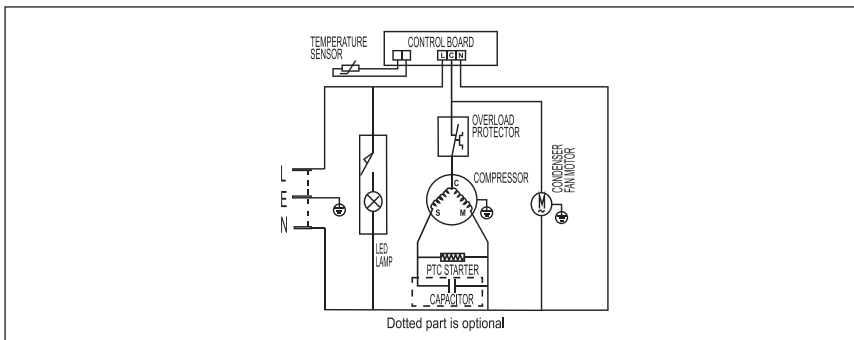 TEMPERATURE
SENSOR
CONTROL BOARD
L C N
OVERLOAD
PROTECTOR
COMPRESSOR
C
S M
CONDENSER
FAN MOTOR
M
~
L
E
N
LED
LAMP
PTC STARTER
CAPACITOR
Dotted part is optional